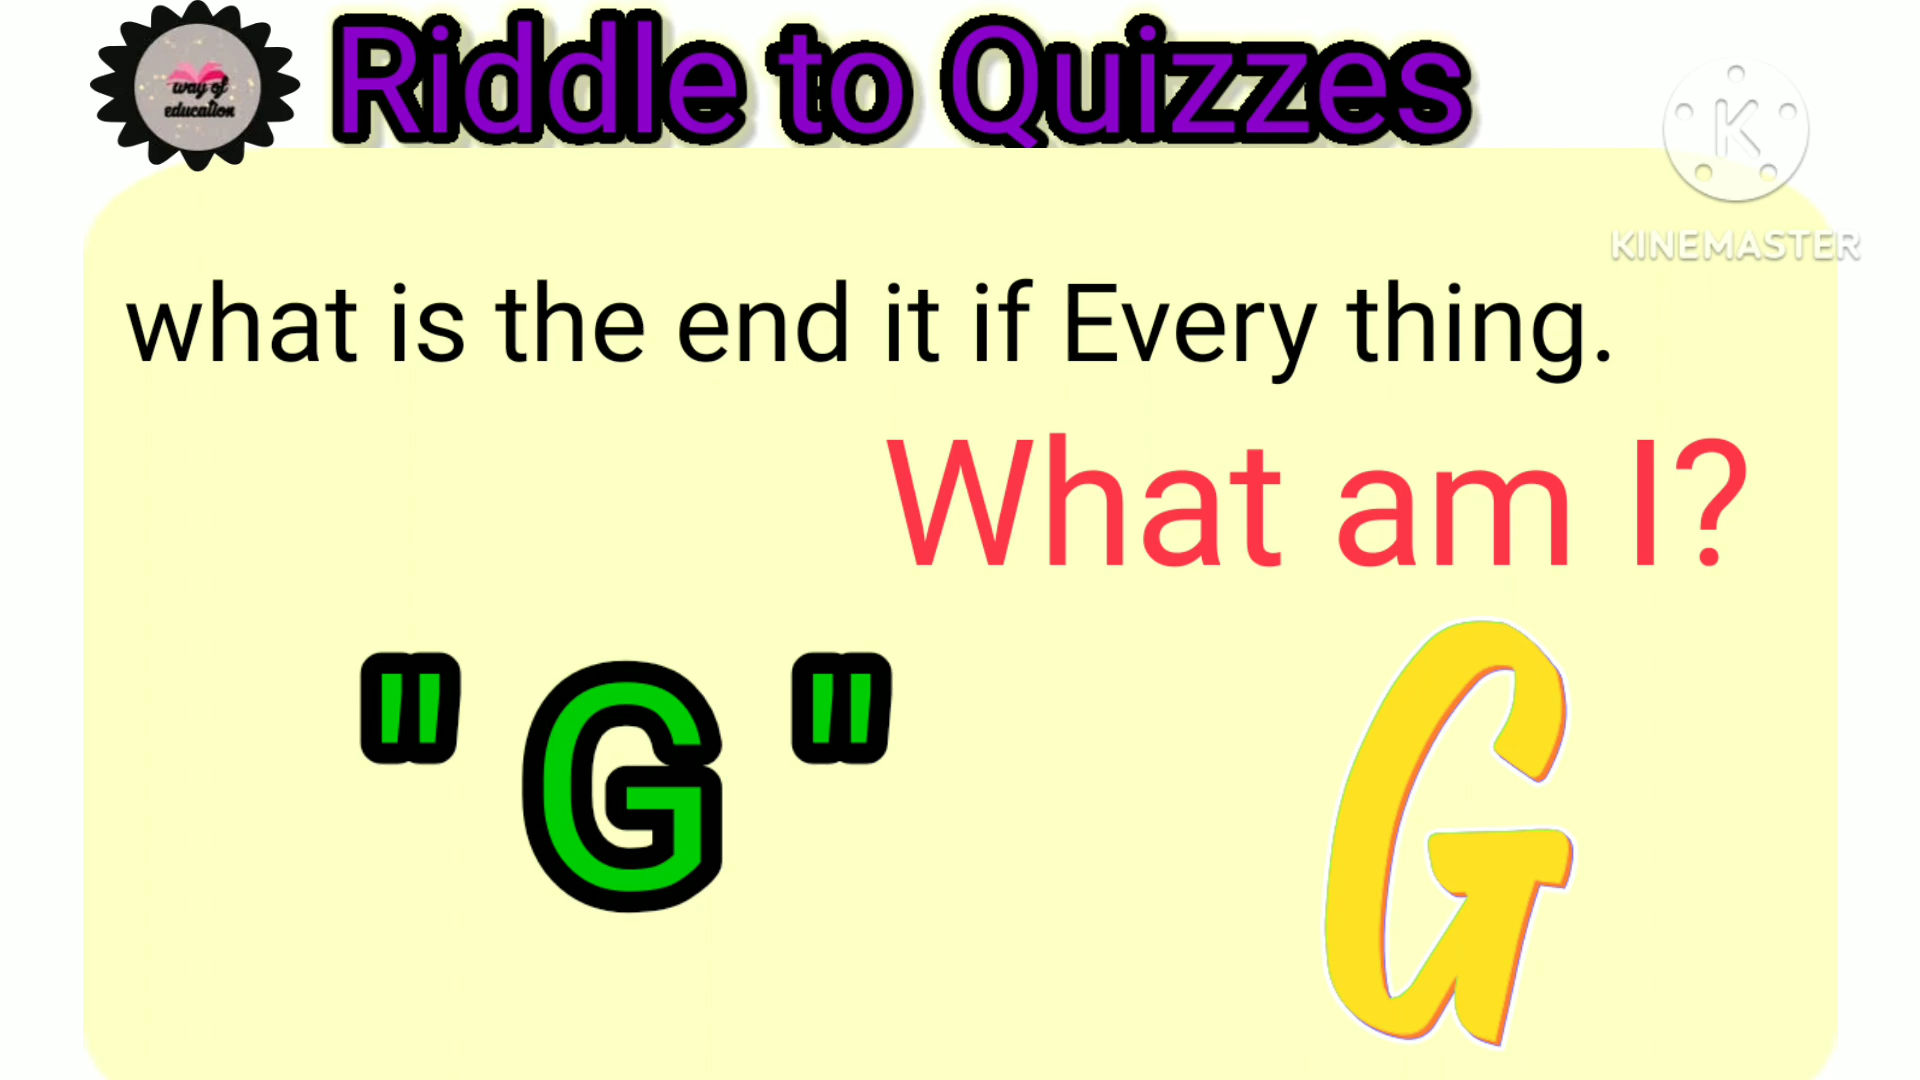 way of
education
Riddle to Quizzes
K
KINEMASTER
what is the end it if Every thing.
What am I?
"G"
G